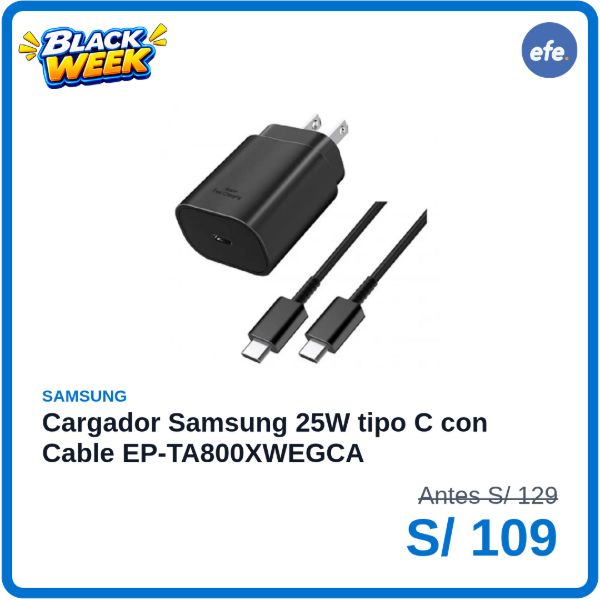 BLACK
WEEK
efe.
SAMSUNG
Cargador Samsung 25W tipo C con
Cable EP-TA800XWEGCA
Antes S/ 129
S/ 109